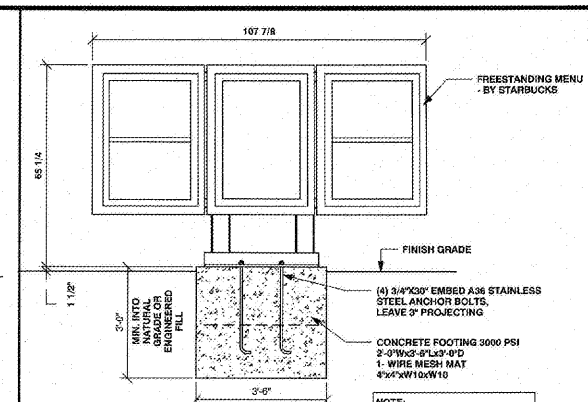 107 7/8
FREESTANDING MENU
- BY STARBUCKS
65 1/4
FINISH GRADE
1 1/2"
3'-0"
MIN. INTO
NATURAL
GRADE OR
ENGINEERED
FILL
(4) 3/4"X30" EMBED A36 STAINLESS
STEEL ANCHOR BOLTS,
LEAVE 3" PROJECTING
CONCRETE FOOTING 3000 PSI
2'-0"Wx3'-6"Lx3'-0"D
1- WIRE MESH MAT
4"x4"xW10xW10
3'-6"
NOTE: